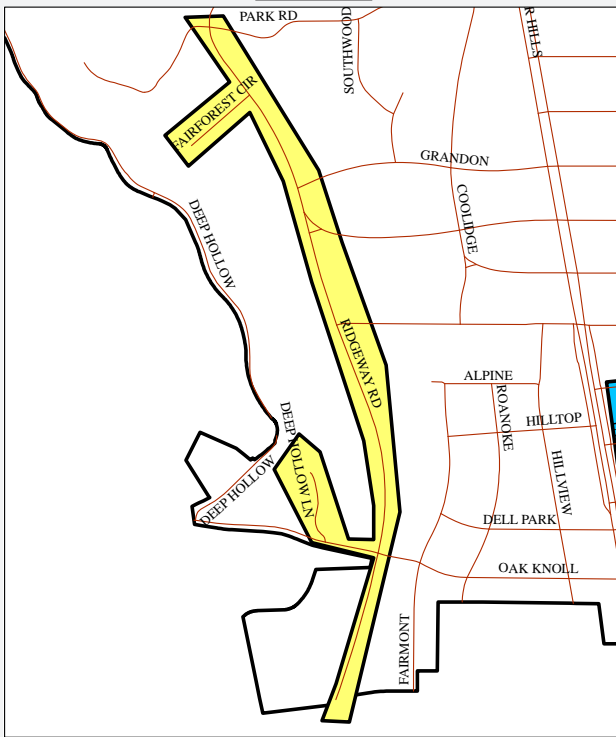 PARK RD
SOUTHWOOD
R HILLS
FAIRFOREST CIR
GRANDON
COOLIDGE
DEEP HOLLOW
RIDGEWAY RD
ALPINE
ROANOKE
HILLTOP
DEEP HOLLOW LN
DEEP HOLLOW
HILLVIEW
DELL PARK
OAK KNOLL
FAIRMONT